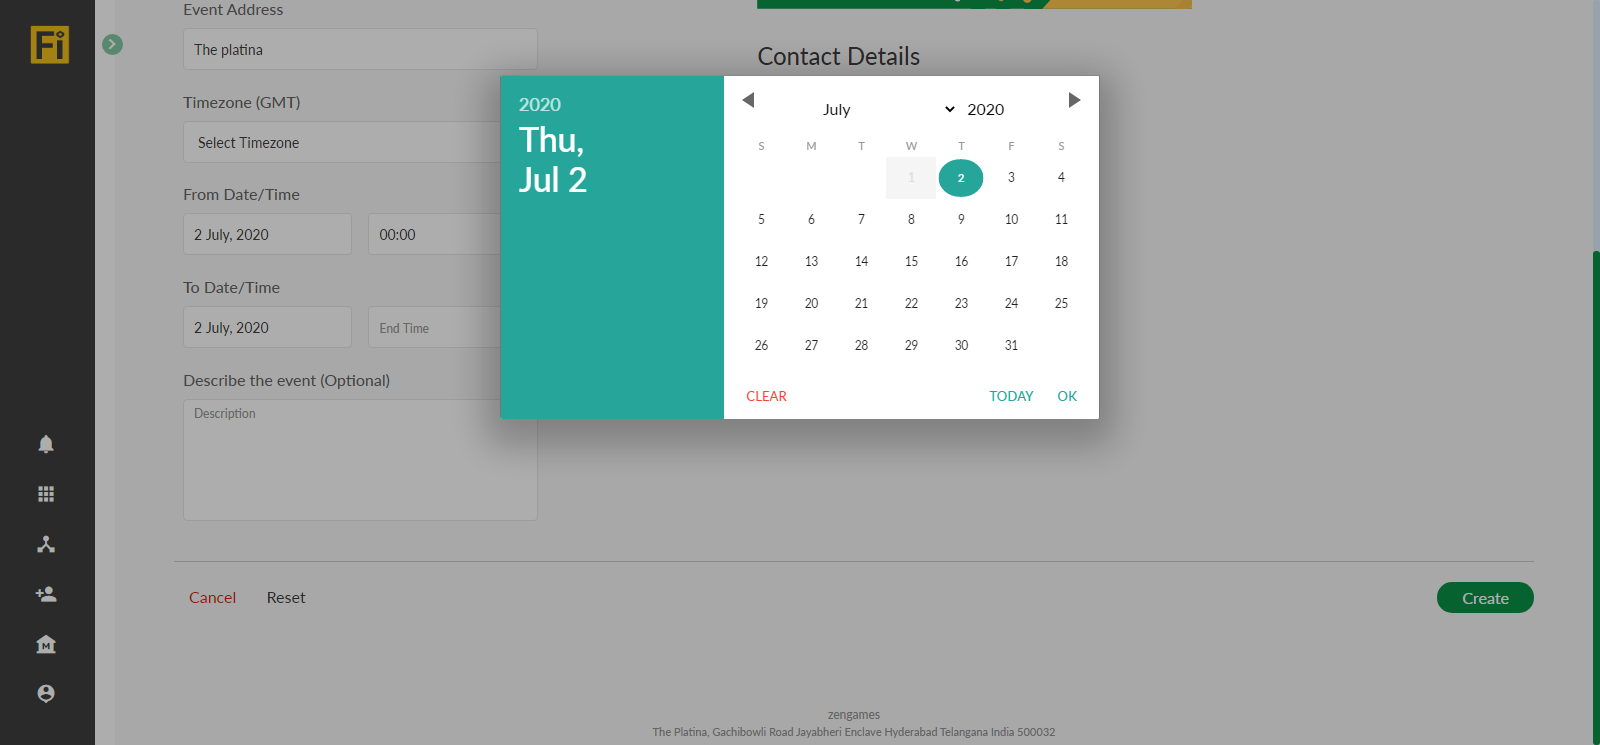 Fi
Event Address
The platina
Timezone (GMT)
Select Timezone
From Date/Time
2 July, 2020
00:00
To Date/Time
2 July, 2020
End Time
Describe the event (Optional)
Description
Contact Details
2020
Thu,
Jul 2
July 2020
S M T W T F S
1 2 3 4
5 6 7 8 9 10 11
12 13 14 15 16 17 18
19 20 21 22 23 24 25
26 27 28 29 30 31
CLEAR TODAY OK
M
Cancel Reset Create
zengames
The Platina, Gachibowli Road Jayabheri Enclave Hyderabad Telangana India 500032